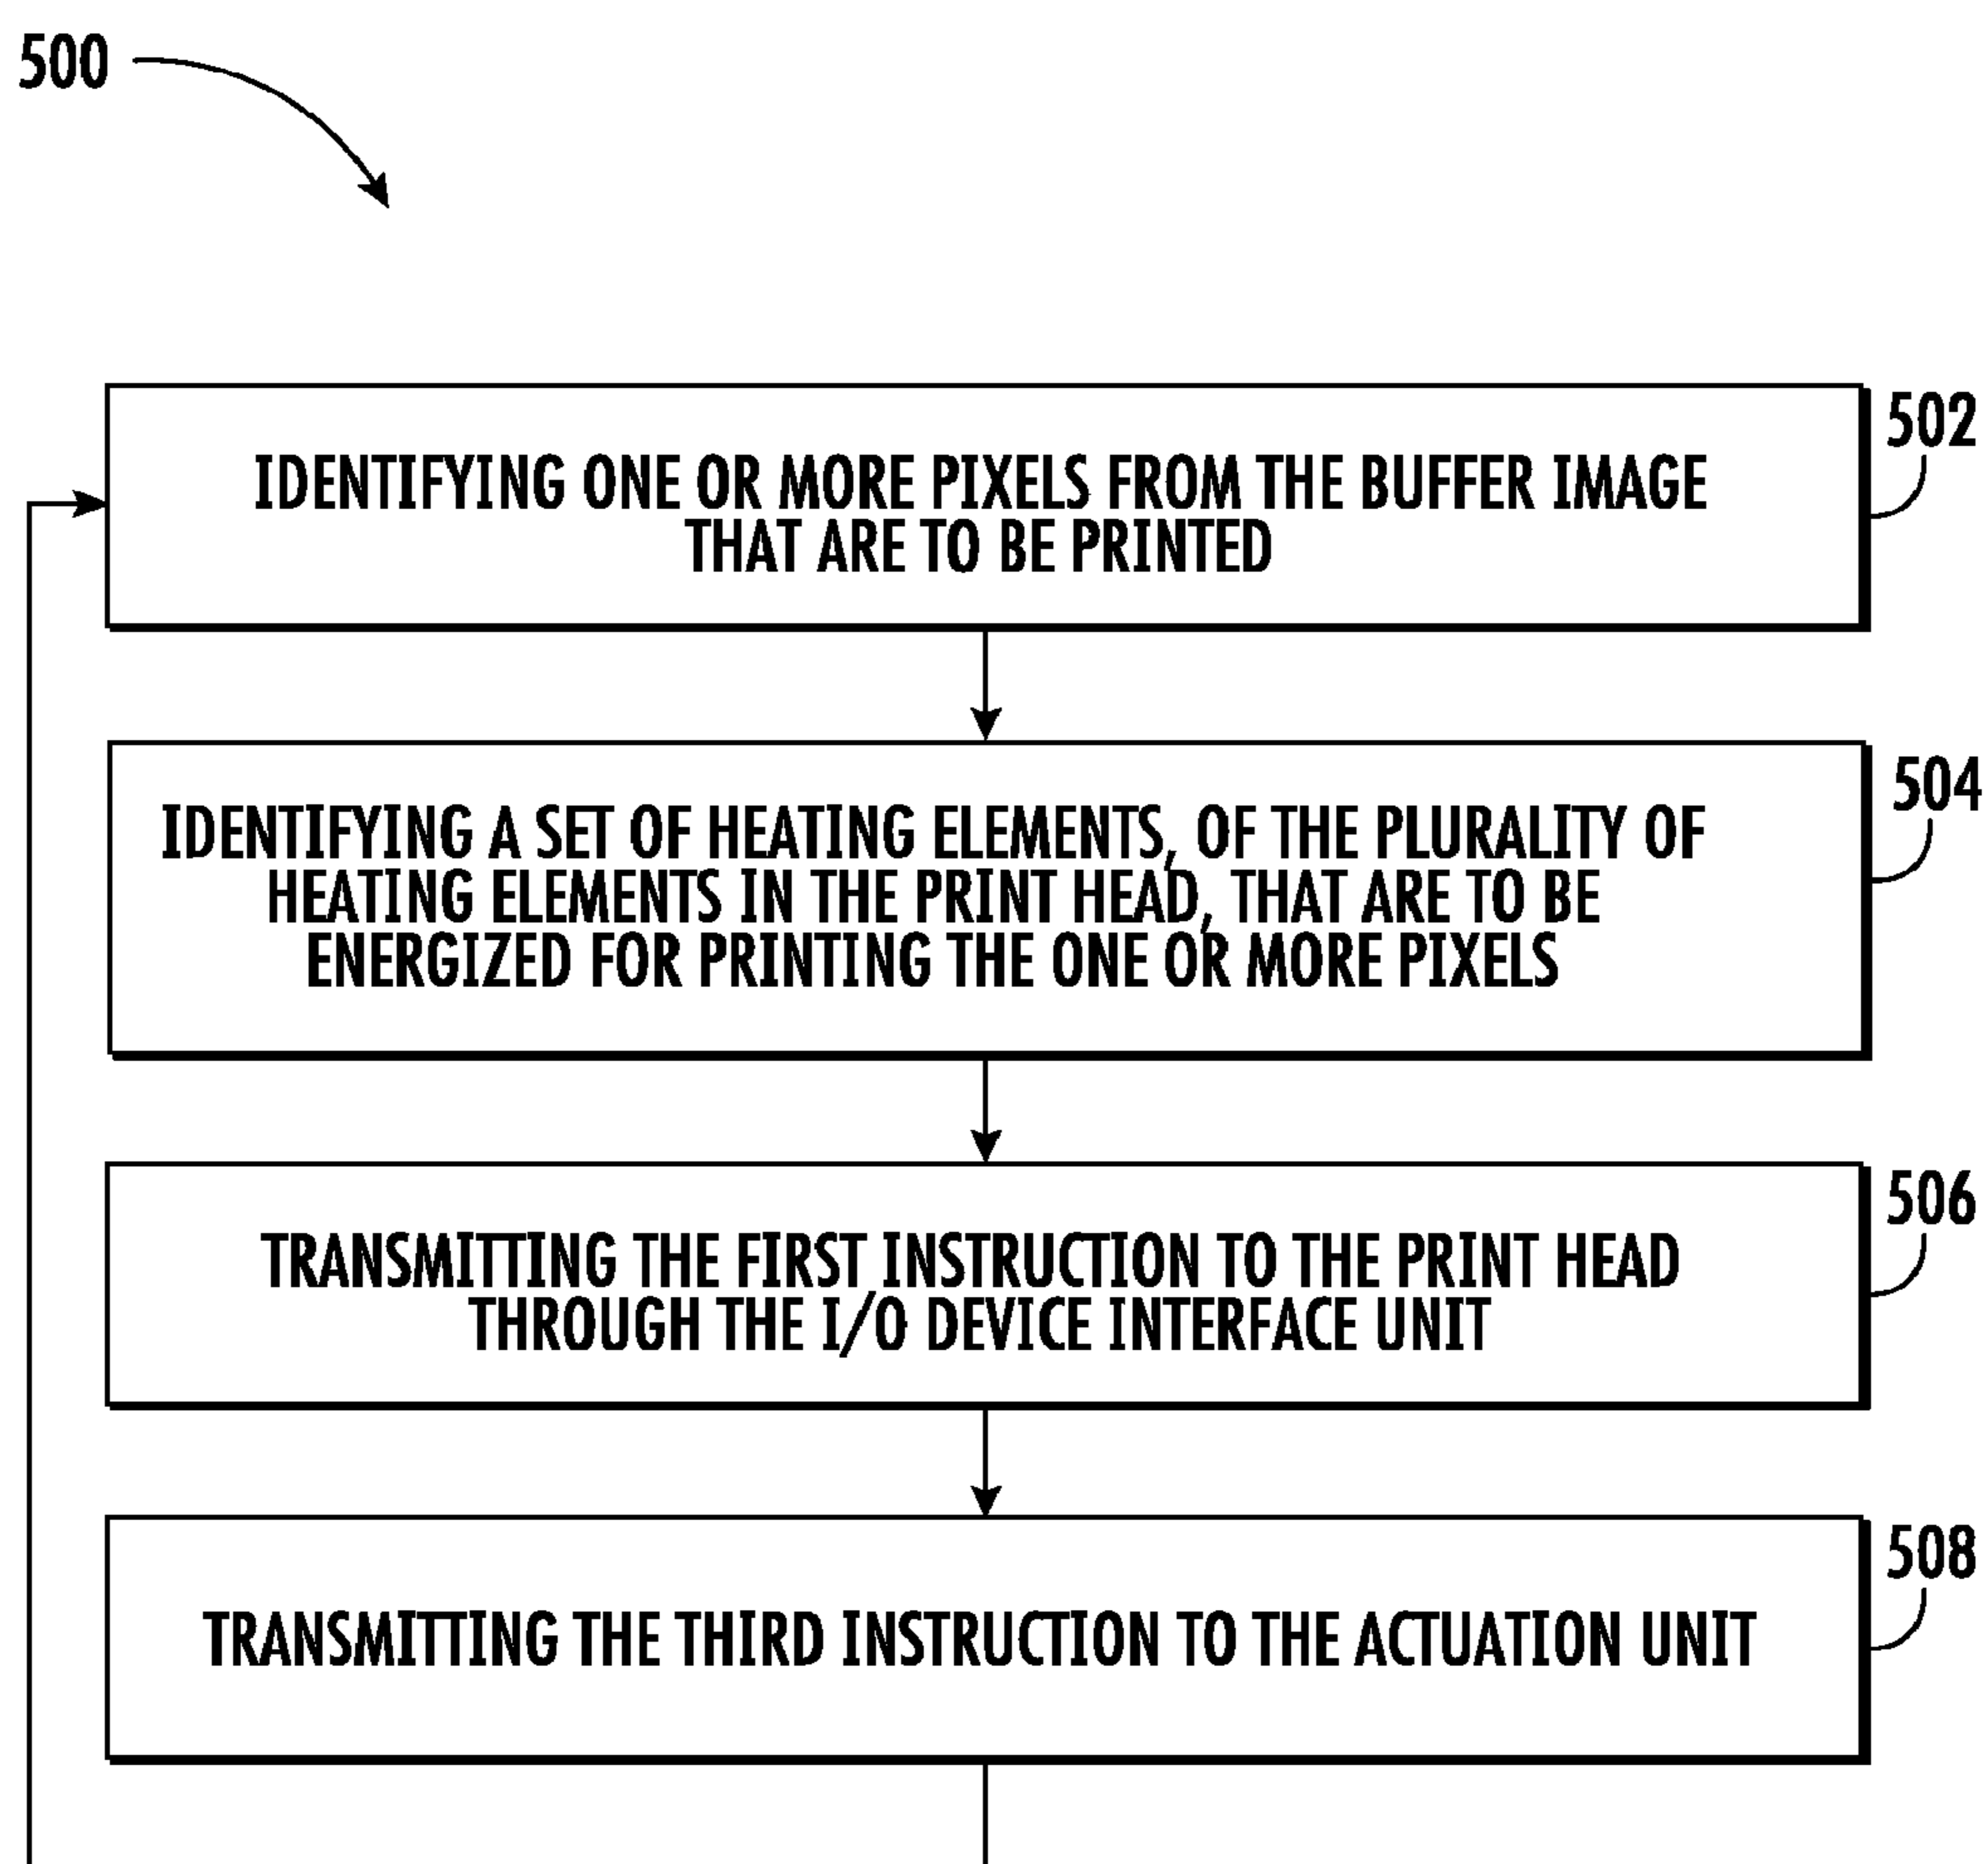 500
502
IDENTIFYING ONE OR MORE PIXELS FROM THE BUFFER IMAGE
THAT ARE TO BE PRINTED
504
IDENTIFYING A SET OF HEATING ELEMENTS, OF THE PLURALITY OF
HEATING ELEMENTS IN THE PRINT HEAD, THAT ARE TO BE
ENERGIZED FOR PRINTING THE ONE OR MORE PIXELS
506
TRANSMITTING THE FIRST INSTRUCTION TO THE PRINT HEAD
THROUGH THE I/O DEVICE INTERFACE UNIT
508
TRANSMITTING THE THIRD INSTRUCTION TO THE ACTUATION UNIT